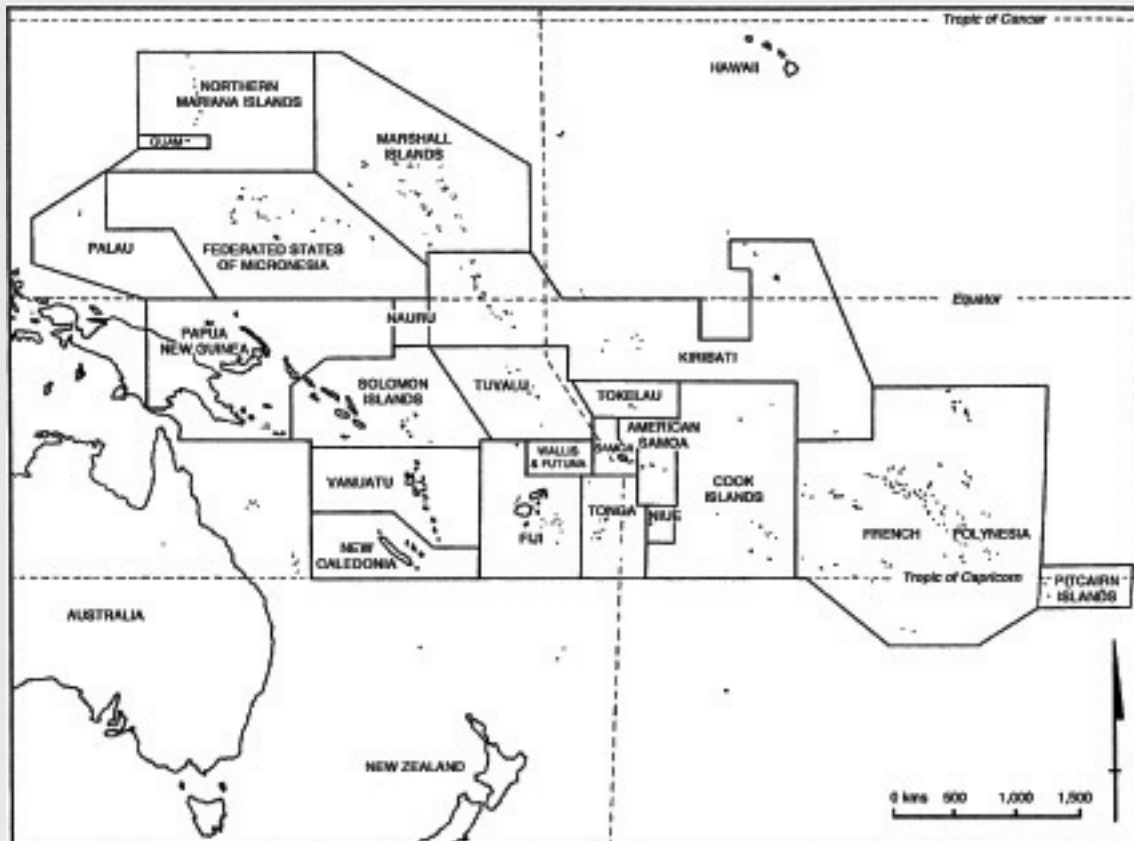 Tropic of Cancer
HAWAII
NORTHERN
MARIANA ISLANDS
GUAM
MARSHALL
ISLANDS
PALAU
FEDERATED STATES
OF MICRONESIA
Equator
NAURU
PAPUA
NEW GUINEA
KIRIBATI
SOLOMON
ISLANDS
TUVALU
TOKELAU
AMERICAN
SAMOA
SAMOA
WALLIS
& FUTUNA
VANUATU
COOK
ISLANDS
FIJI
TONGA
NIUE
FRENCH POLYNESIA
NEW
CALEDONIA
Tropic of Capricorn
PITCAIRN
ISLANDS
AUSTRALIA
NEW ZEALAND
0 kms 500 1,000 1,500